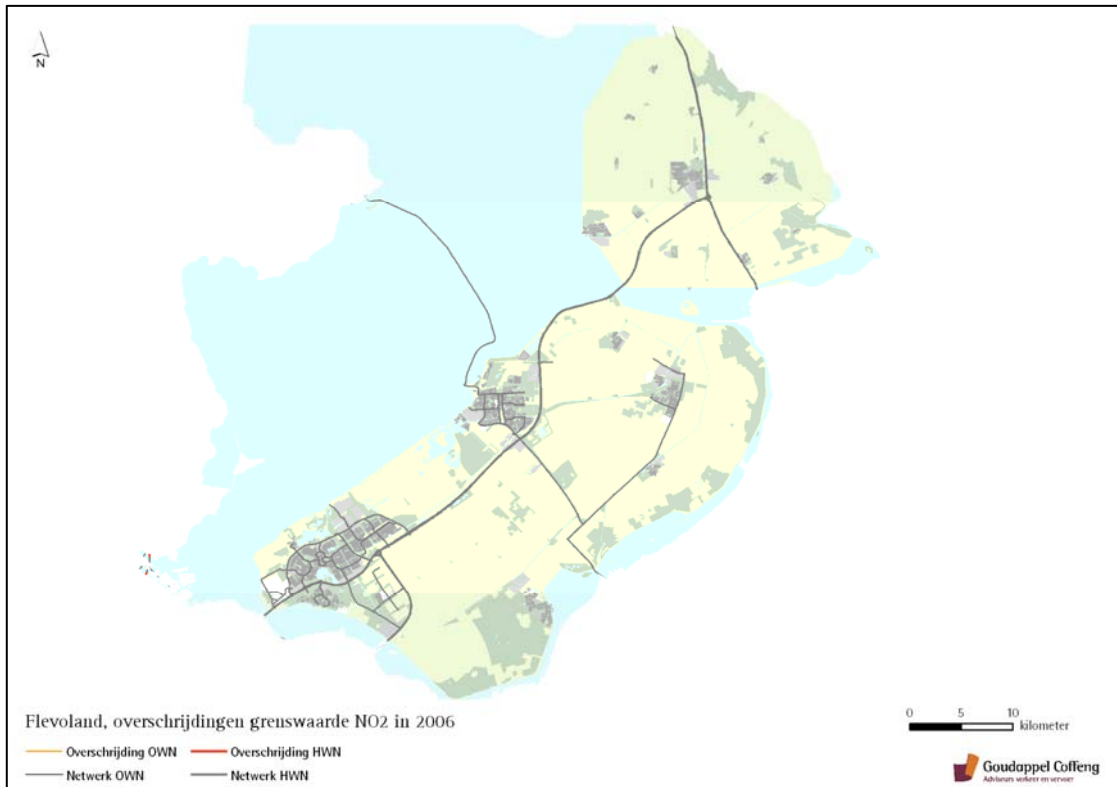 N
Flevoland, overschrijdingen grenswaarde NO2 in 2006
Overschrijding OWN
Overschrijding HWN
Netwerk OWN
Netwerk HWN
0 5 10
kilometer
Goudappel Coffeng
Adviseurs verkeer en vervoer